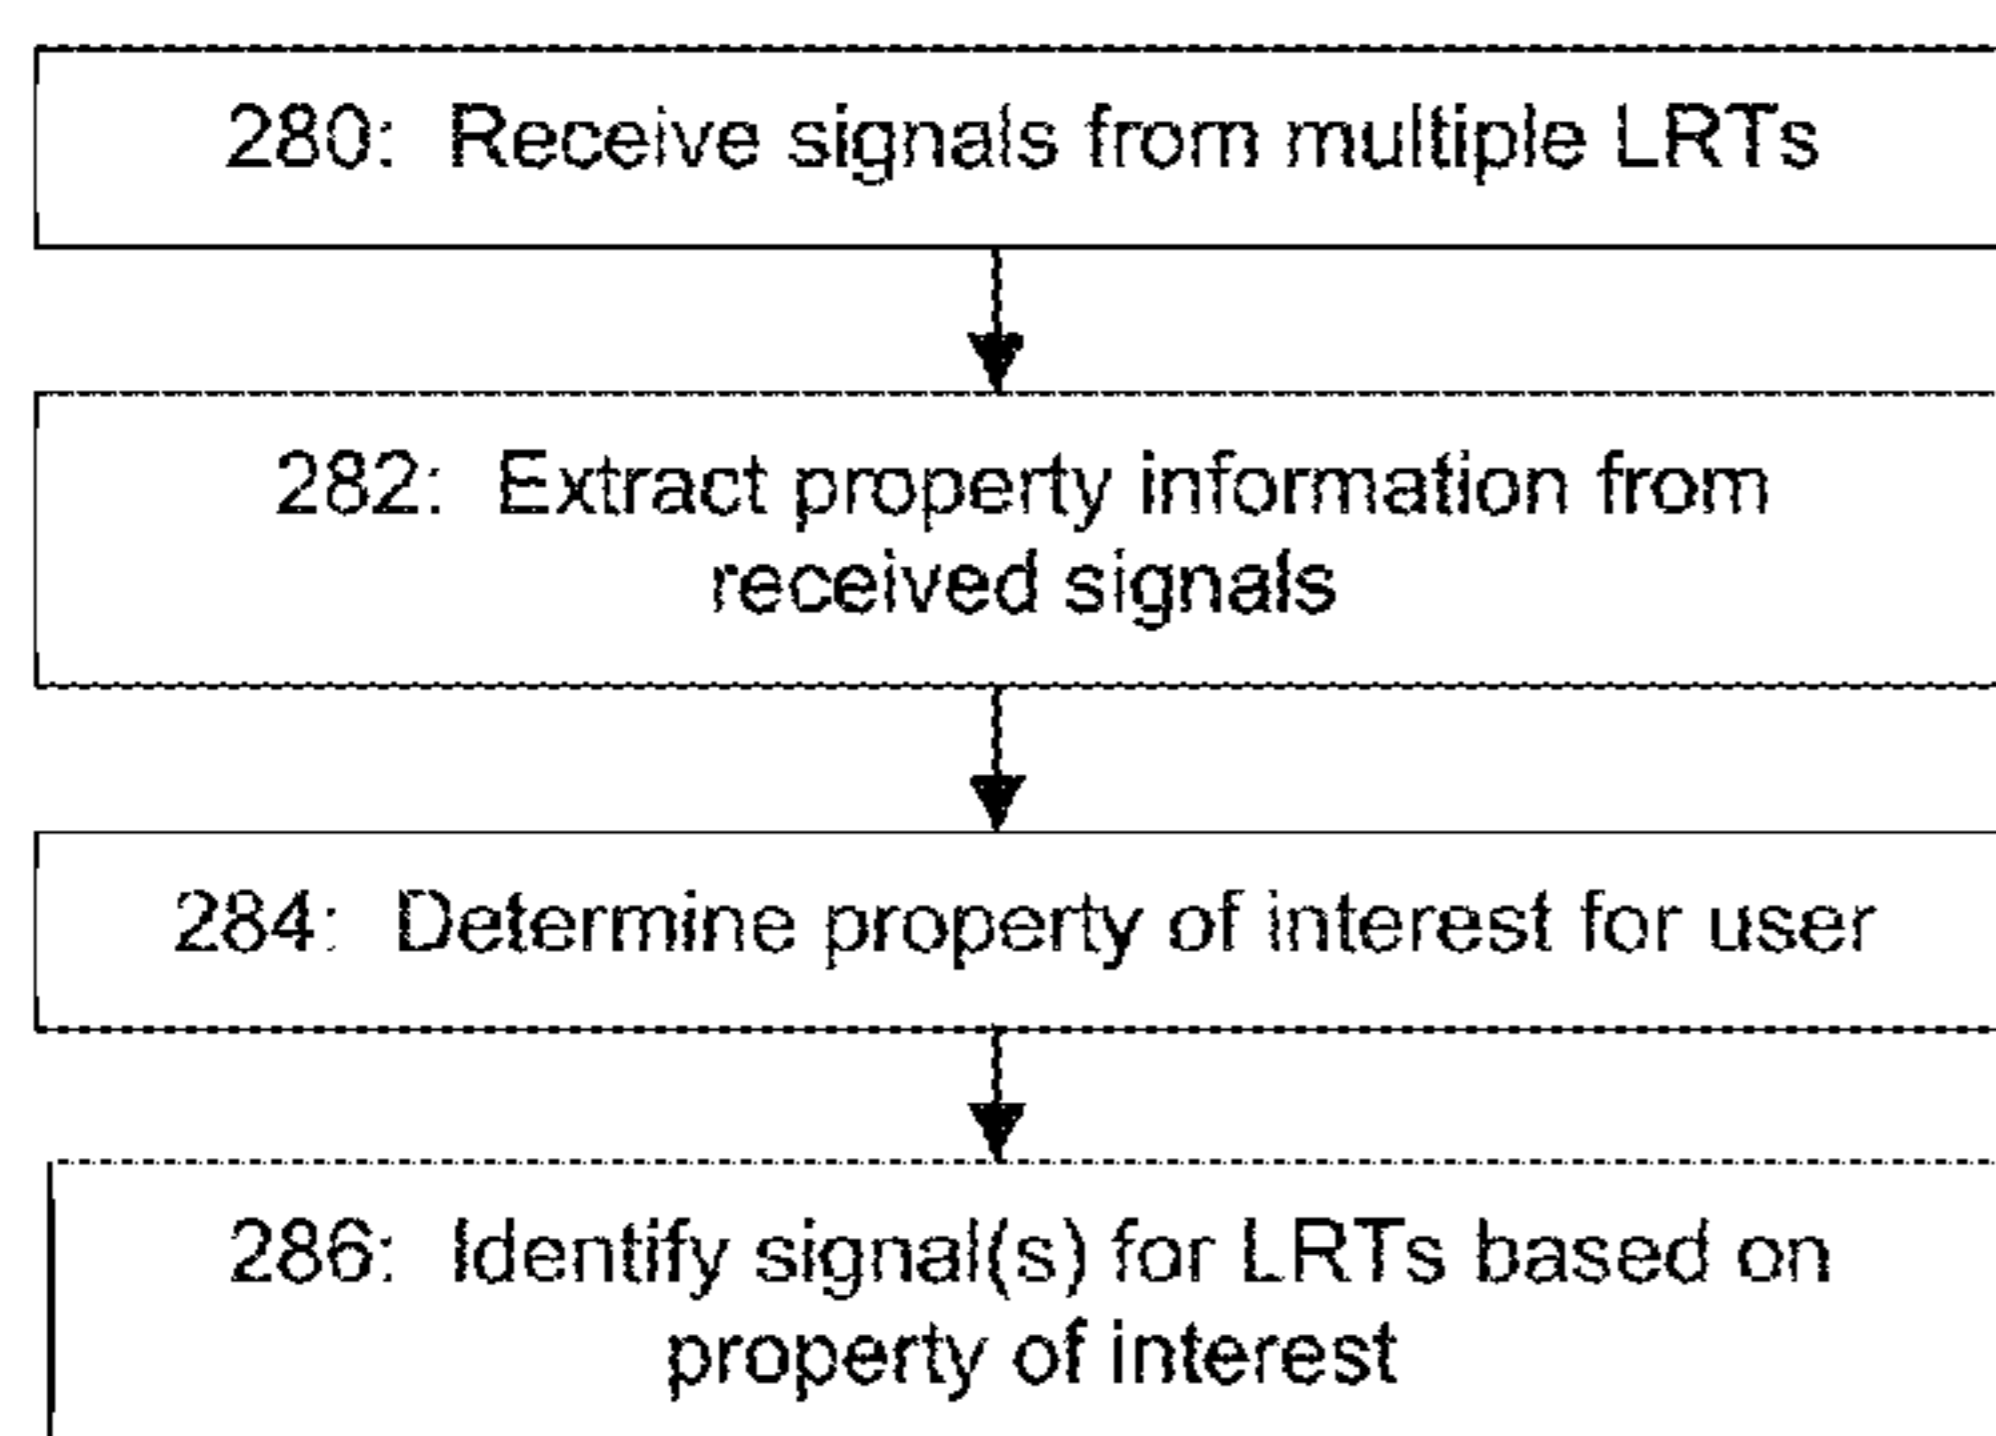 280: Receive signals from multiple LRTs
282: Extract property information from
received signals
284: Determine property of interest for user
286: Identify signal(s) for LRTs based on
property of interest